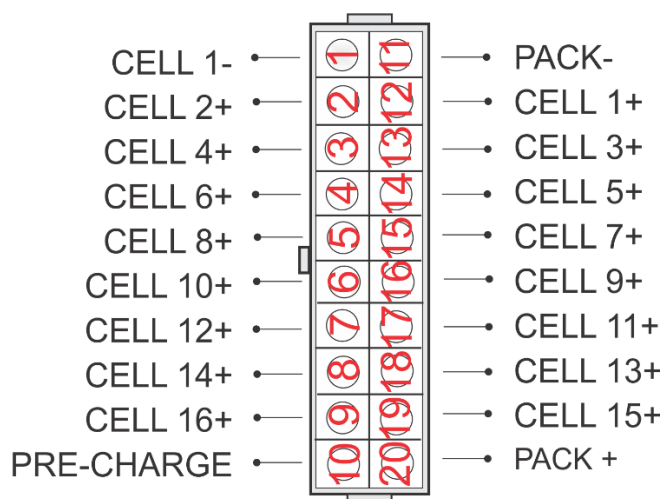 CELL 1- 1 11 PACK-
CELL 2+ 2 12 CELL 1+
CELL 4+ 3 13 CELL 3+
CELL 6+ 4 14 CELL 5+
CELL 8+ 5 15 CELL 7+
CELL 10+ 6 16 CELL 9+
CELL 12+ 7 17 CELL 11+
CELL 14+ 8 18 CELL 13+
CELL 16+ 9 19 CELL 15+
PRE-CHARGE 10 20 PACK +